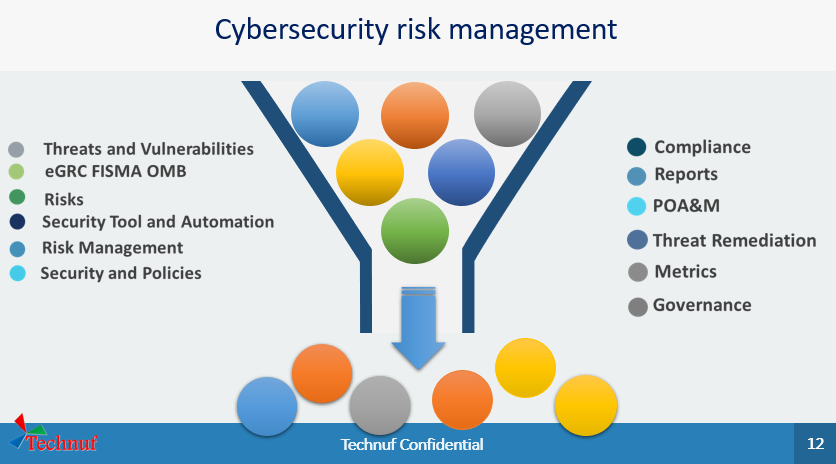 Cybersecurity risk management
Threats and Vulnerabilities
eGRC FISMA OMB
Risks
Security Tool and Automation
Risk Management
Security and Policies
Compliance
Reports
POA&M
Threat Remediation
Metrics
Governance
Technuf
Technuf Confidential
12